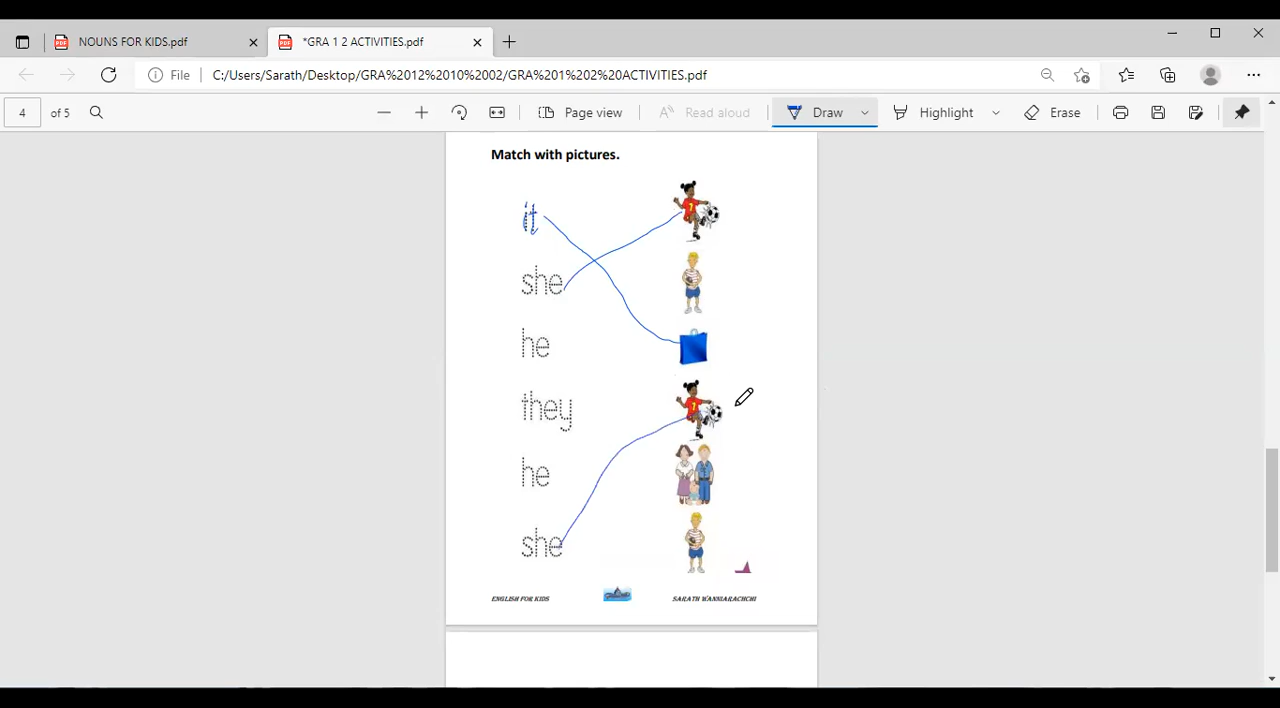 NOUNS FOR KIDS.pdf
*GRA 1 2 ACTIVITIES.pdf
File
C:/Users/Sarath/Desktop/GRA%2012%2010%2002/GRA%201%202%20ACTIVITIES.pdf
4 of 5
Page view
Read aloud
Draw
Highlight
Erase
Match with pictures.
it
she
he
they
he
she
ENGLISH FOR KIDS
SARATH WANNIARACHCHI